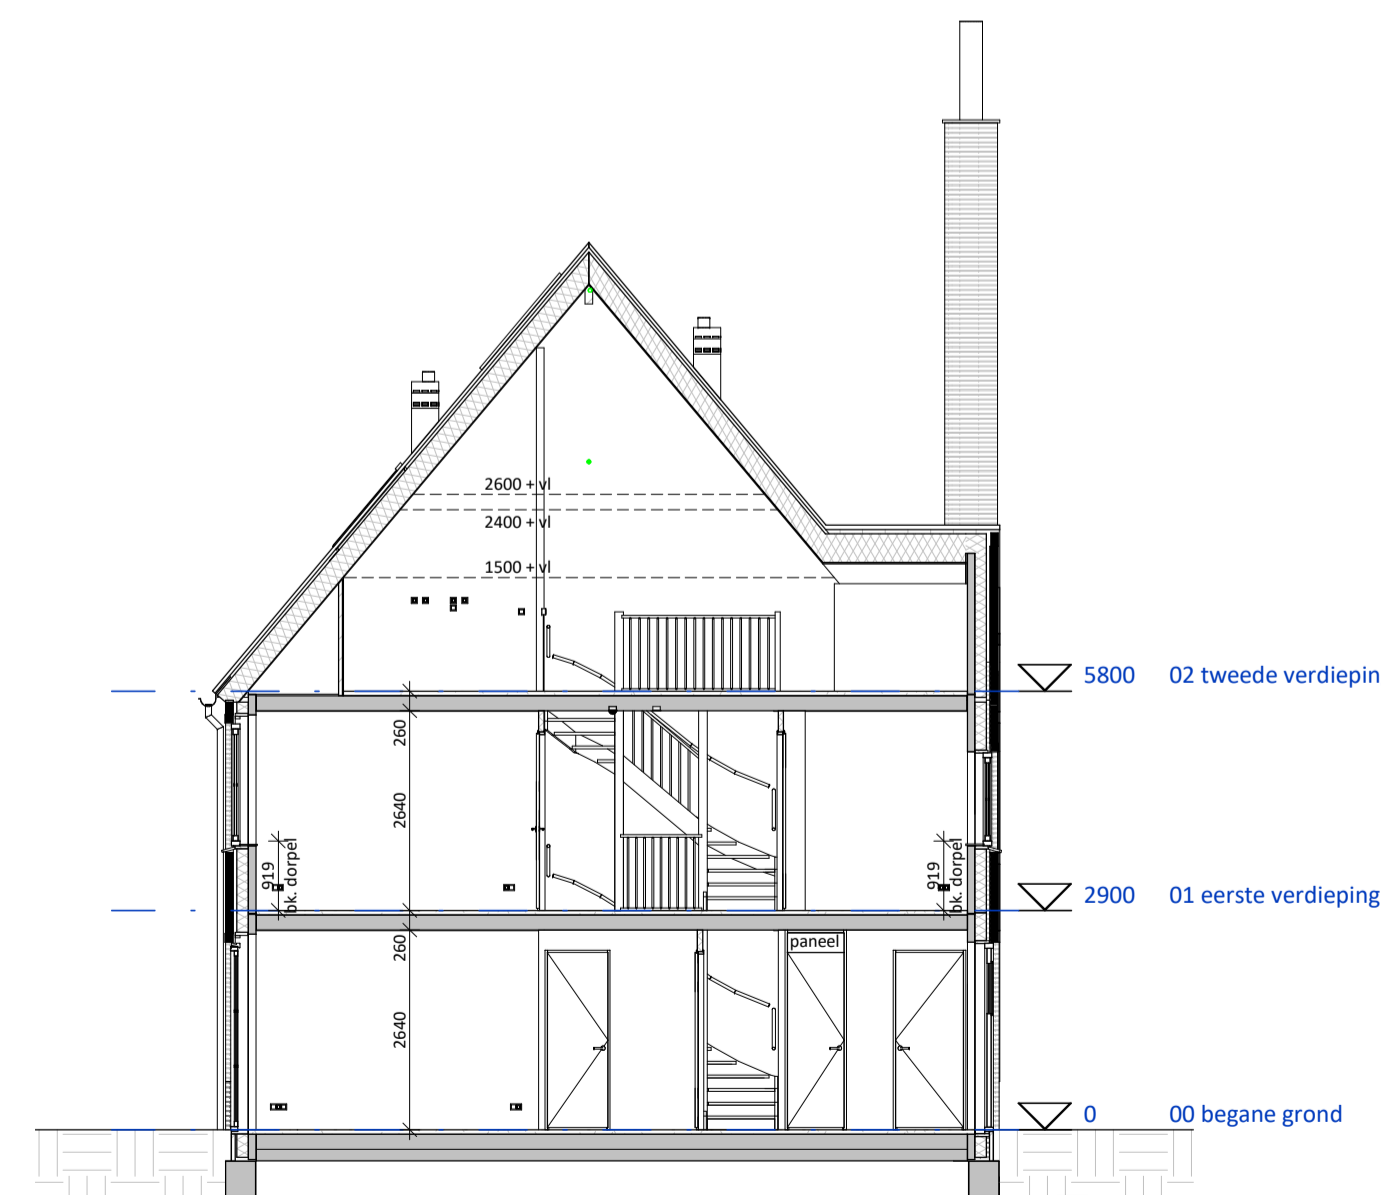 2600 + vl
2400 + vl
1500 + vl
5800 02 tweede verdiepin
260
2640
919
bk. dorpel
919
bk. dorpel
2900 01 eerste verdieping
260
paneel
2640
0 00 begane grond